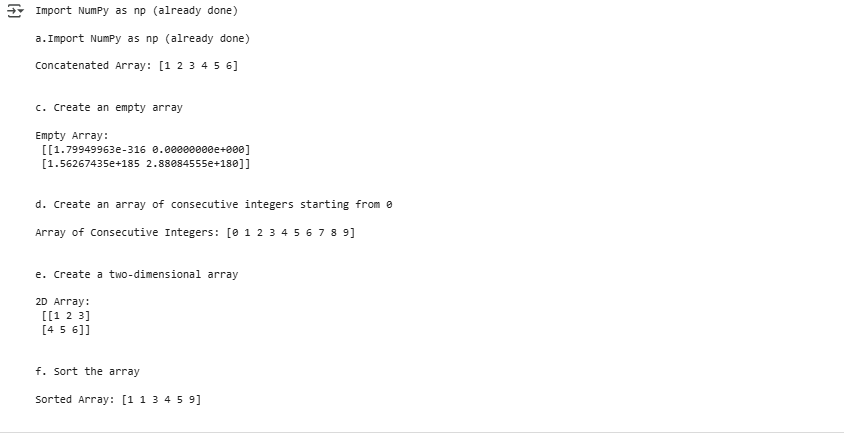 Import NumPy as np (already done)
a.Import NumPy as np (already done)
Concatenated Array: [1 2 3 4 5 6]
c. Create an empty array
Empty Array:
[[1.79949963e-316 0.00000000e+000]
[1.56267435e+185 2.88084555e+180]]
d. Create an array of consecutive integers starting from 0
Array of Consecutive Integers: [0 1 2 3 4 5 6 7 8 9]
e. Create a two-dimensional array
2D Array:
[[1 2 3]
[4 5 6]]
f. Sort the array
Sorted Array: [1 1 3 4 5 9]